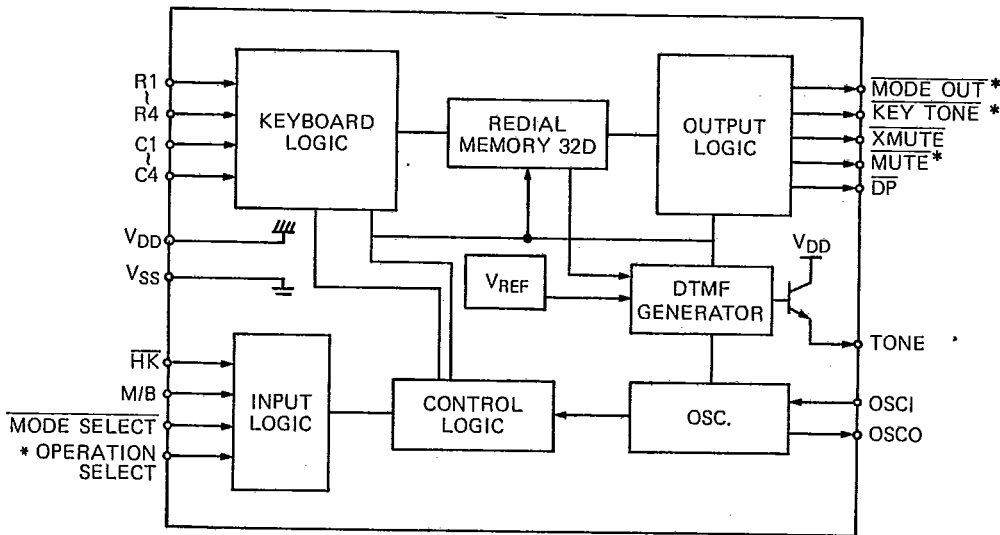 R1
~
R4
C1
~
C4
VDD
VSS
HK
M/B
MODE SELECT
* OPERATION
SELECT
KEYBOARD
LOGIC
REDIAL
MEMORY 32D
OUTPUT
LOGIC
MODE OUT *
KEY TONE *
XMUTE
MUTE *
DP
VREF
DTMF
GENERATOR
VDD
TONE
INPUT
LOGIC
CONTROL
LOGIC
OSC.
OSCI
OSCO